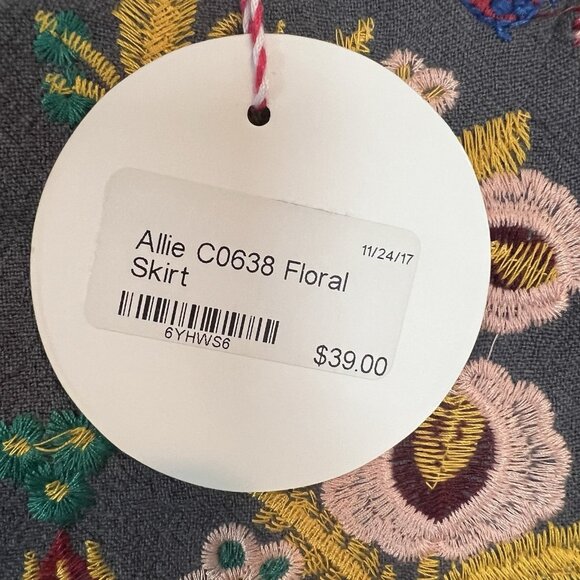 11/24/17
Allie C0638 Floral
Skirt
6YHWS6
$39.00